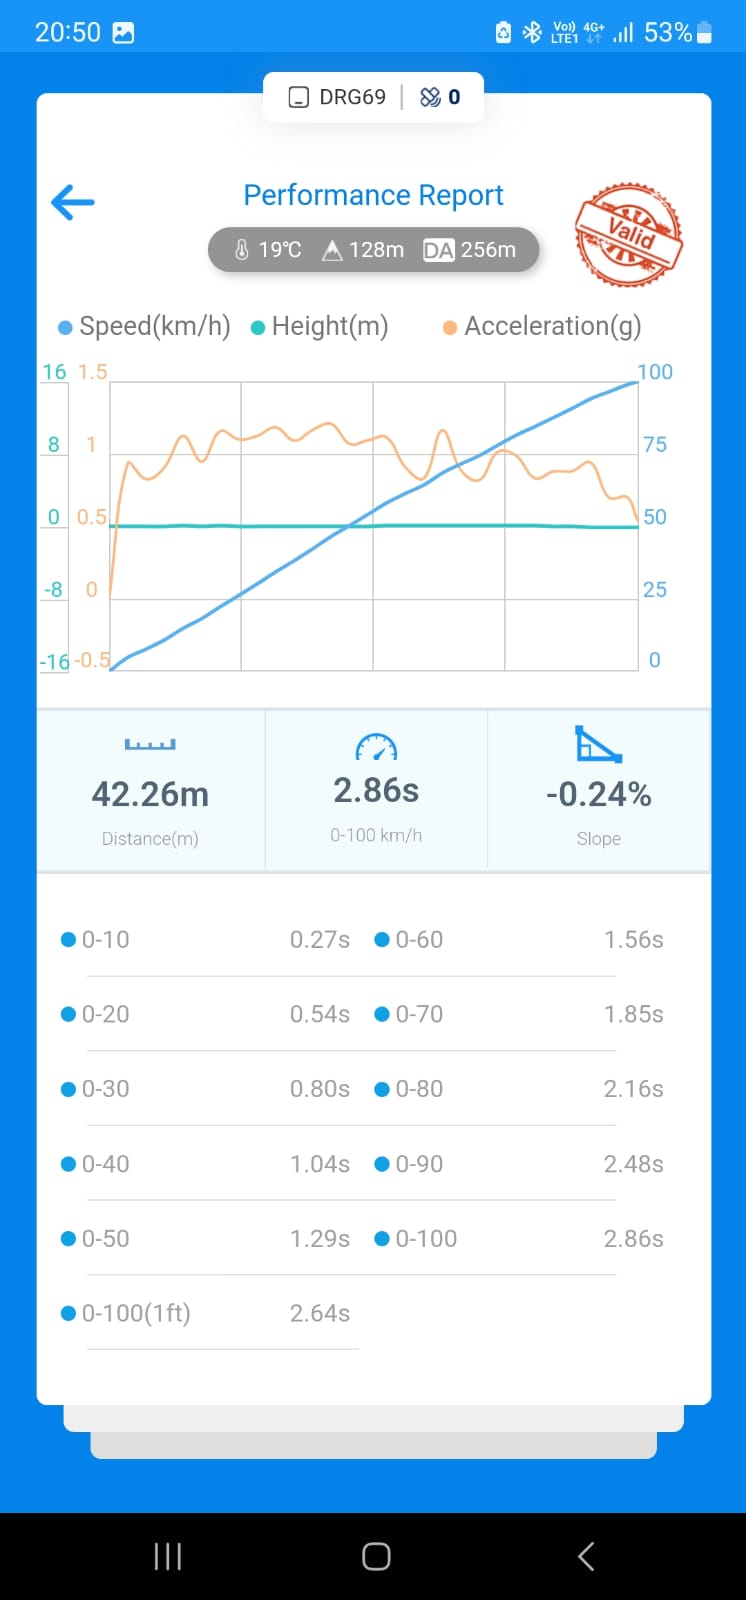 20:50 Vo)) LTE1 4G+ 53%
DRG69 | 0
Performance Report
Valid
19℃ 128m DA 256m
Speed(km/h) Height(m) Acceleration(g)
16 1.5 100
8 1 75
0 0.5 50
-8 0 25
-16 -0.5 0
42.26m 2.86s -0.24%
Distance(m) 0-100 km/h Slope
0-10 0.27s 0-60 1.56s
0-20 0.54s 0-70 1.85s
0-30 0.80s 0-80 2.16s
0-40 1.04s 0-90 2.48s
0-50 1.29s 0-100 2.86s
0-100(1ft) 2.64s